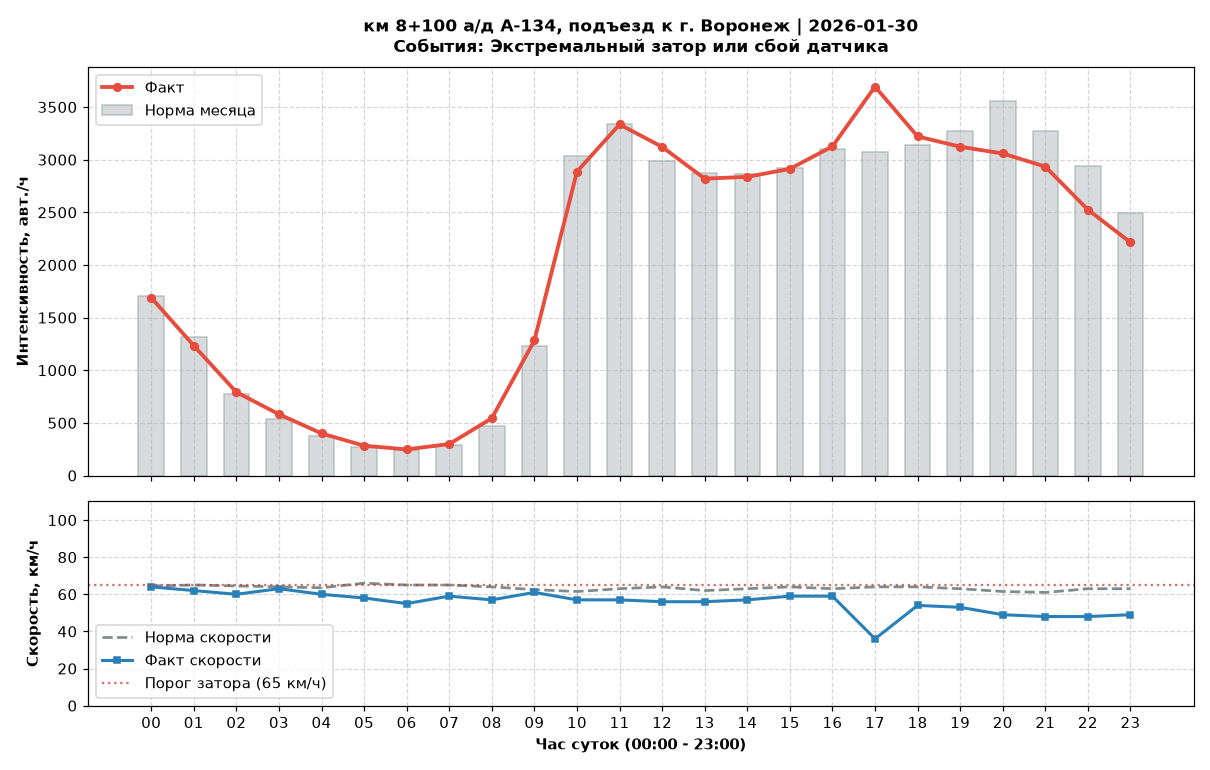 км 8+100 а/д А-134, подъезд к г. Воронеж | 2026-01-30
События: Экстремальный затор или сбой датчика
Факт
Норма месяца
Интенсивность, авт./ч
3500
3000
2500
2000
1500
1000
500
0
Скорость, км/ч
100
80
60
40
20
0
Норма скорости
Факт скорости
Порог затора (65 км/ч)
00 01 02 03 04 05 06 07 08 09 10 11 12 13 14 15 16 17 18 19 20 21 22 23
Час суток (00:00 - 23:00)